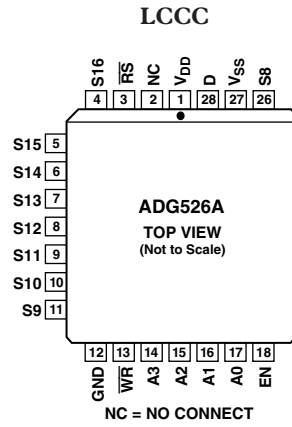 LCCC
S16 R̅S̅ NC VDD D VSS S8
4 3 2 1 28 27 26
S15 5
S14 6
S13 7
S12 8
S11 9
S10 10
S9 11
ADG526A
TOP VIEW
(Not to Scale)
12 13 14 15 16 17 18
GND W̅R̅ A3 A2 A1 A0 EN
NC = NO CONNECT